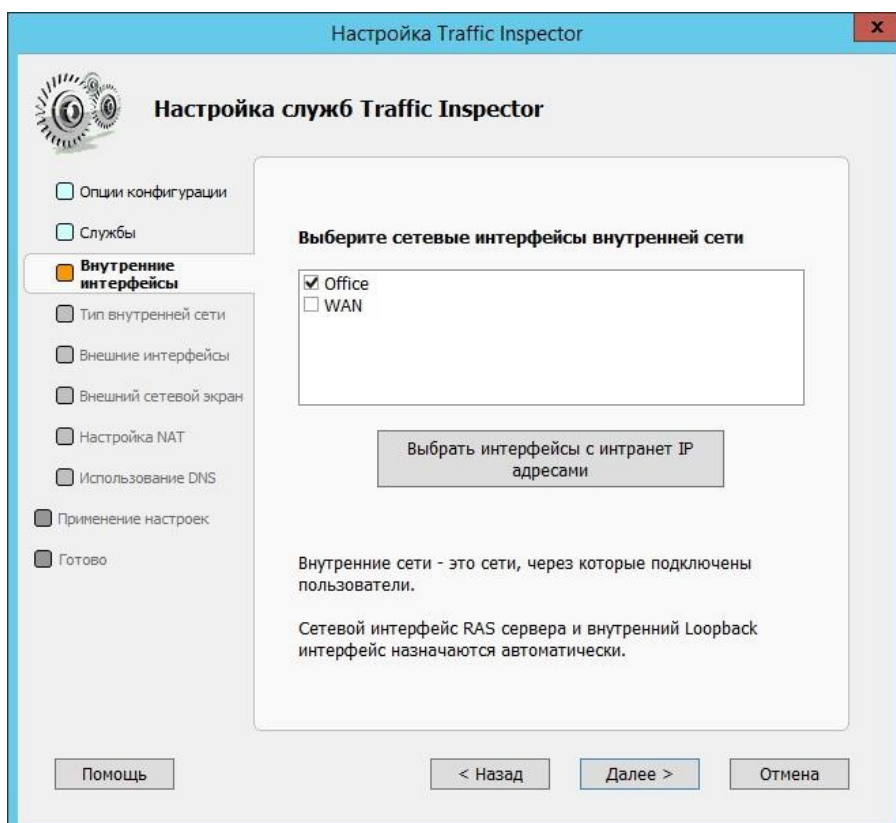 Настройка Traffic Inspector
x
Настройка служб Traffic Inspector
Опции конфигурации
Службы
Внутренние
интерфейсы
Тип внутренней сети
Внешние интерфейсы
Внешний сетевой экран
Настройка NAT
Использование DNS
Применение настроек
Готово
Выберите сетевые интерфейсы внутренней сети
Office
WAN
Выбрать интерфейсы с интранет IP
адресами
Внутренние сети - это сети, через которые подключены
пользователи.
Сетевой интерфейс RAS сервера и внутренний Loopback
интерфейс назначаются автоматически.
Помощь
< Назад
Далее >
Отмена